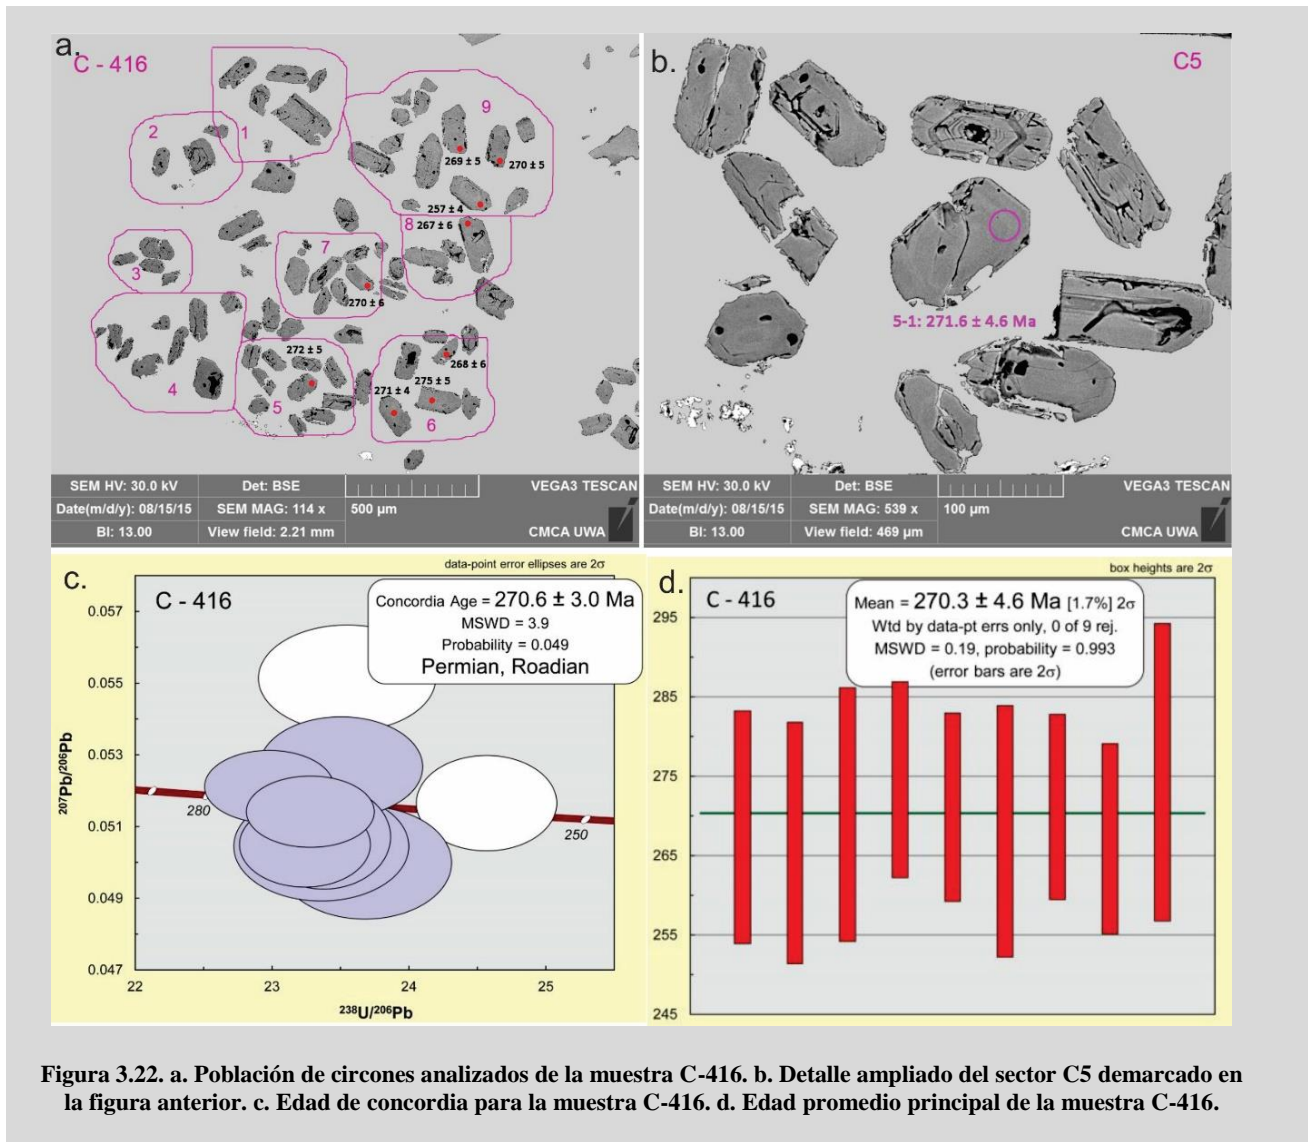 a.
C - 416
1
2
3
4
5
6
7
8
9
269 ± 5
270 ± 5
257 ± 4
267 ± 6
270 ± 6
272 ± 5
268 ± 6
275 ± 5
271 ± 4
SEM HV: 30.0 kV
Det: BSE
Date(m/d/y): 08/15/15
SEM MAG: 114 x
500 µm
BI: 13.00
View field: 2.21 mm
VEGA3 TESCAN
CMCA UWA
b.
C5
5-1: 271.6 ± 4.6 Ma
SEM HV: 30.0 kV
Det: BSE
Date(m/d/y): 08/15/15
SEM MAG: 539 x
100 µm
BI: 13.00
View field: 469 µm
VEGA3 TESCAN
CMCA UWA
data-point error ellipses are 2σ
c.
C - 416
Concordia Age = 270.6 ± 3.0 Ma
MSWD = 3.9
Probability = 0.049
Permian, Roadian
0.057
0.055
0.053
0.051
0.049
0.047
207Pb/206Pb
280
250
22
23
24
25
238U/206Pb
box heights are 2σ
d.
C - 416
Mean = 270.3 ± 4.6 Ma [1.7%] 2σ
Wtd by data-pt errs only, 0 of 9 rej.
MSWD = 0.19, probability = 0.993
(error bars are 2σ)
295
285
275
265
255
245
Figura 3.22. a. Población de circones analizados de la muestra C-416. b. Detalle ampliado del sector C5 demarcado en
la figura anterior. c. Edad de concordia para la muestra C-416. d. Edad promedio principal de la muestra C-416.